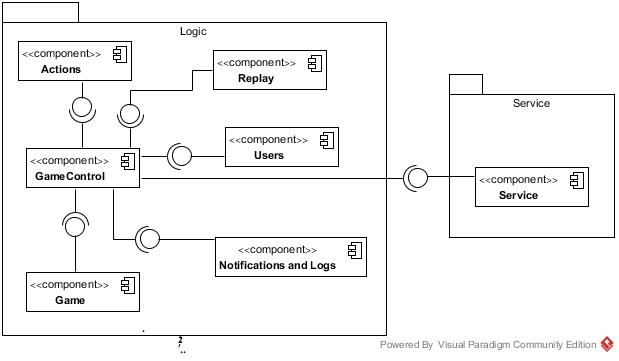 Logic
<<component>>
Actions
<<component>>
Replay
Service
<<component>>
Users
<<component>>
GameControl
<<component>>
Service
<<component>>
Notifications and Logs
<<component>>
Game
2
Powered By Visual Paradigm Community Edition